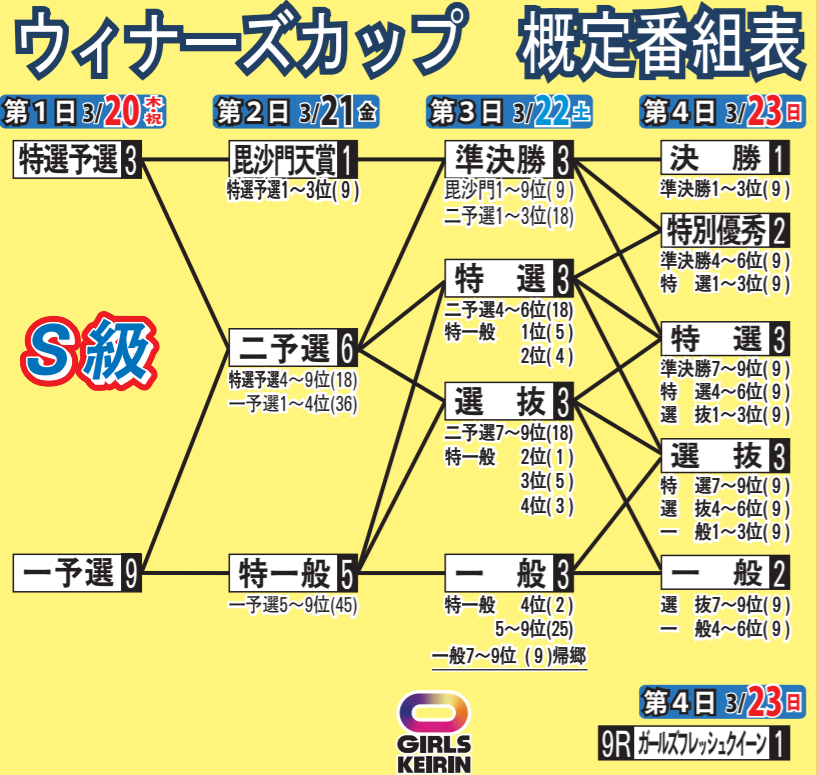 ウィナーズカップ 概定番組表
第1日 3/20 木・祝
第2日 3/21 金
第3日 3/22 土
第4日 3/23 日
S級
特選予選 3
一予選 9
毘沙門天賞 1
特選予選1～3位(9)
二予選 6
特選予選4～9位(18)
一予選1～4位(36)
特一般 5
一予選5～9位(45)
準決勝 3
毘沙門1～9位(9)
二予選1～3位(18)
特 選 3
二予選4～6位(18)
特一般 1位(5)
2位(4)
選 抜 3
二予選7～9位(18)
特一般 2位(1)
3位(5)
4位(3)
一 般 3
特一般 4位(2)
5～9位(25)
一般7～9位 (9)帰郷
決 勝 1
準決勝1～3位(9)
特別優秀 2
準決勝4～6位(9)
特 選1～3位(9)
特 選 3
準決勝7～9位(9)
特 選4～6位(9)
選 抜1～3位(9)
選 抜 3
特 選7～9位(9)
選 抜4～6位(9)
一 般1～3位(9)
一 般 2
選 抜7～9位(9)
一 般4～6位(9)
GIRLS
KEIRIN
第4日 3/23 日
9R ガールズフレッシュクイーン 1